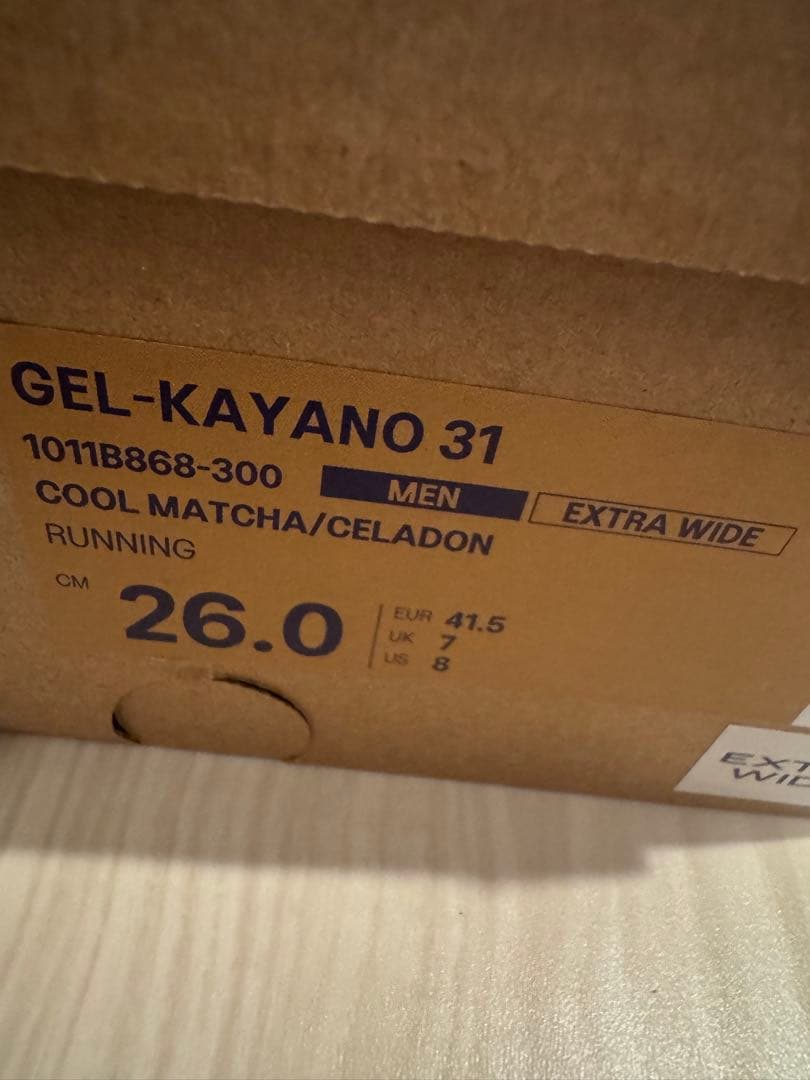 GEL-KAYANO 31
1011B868-300 MEN EXTRA WIDE
COOL MATCHA/CELADON
RUNNING
CM 26.0
EUR 41.5
UK 7
US 8